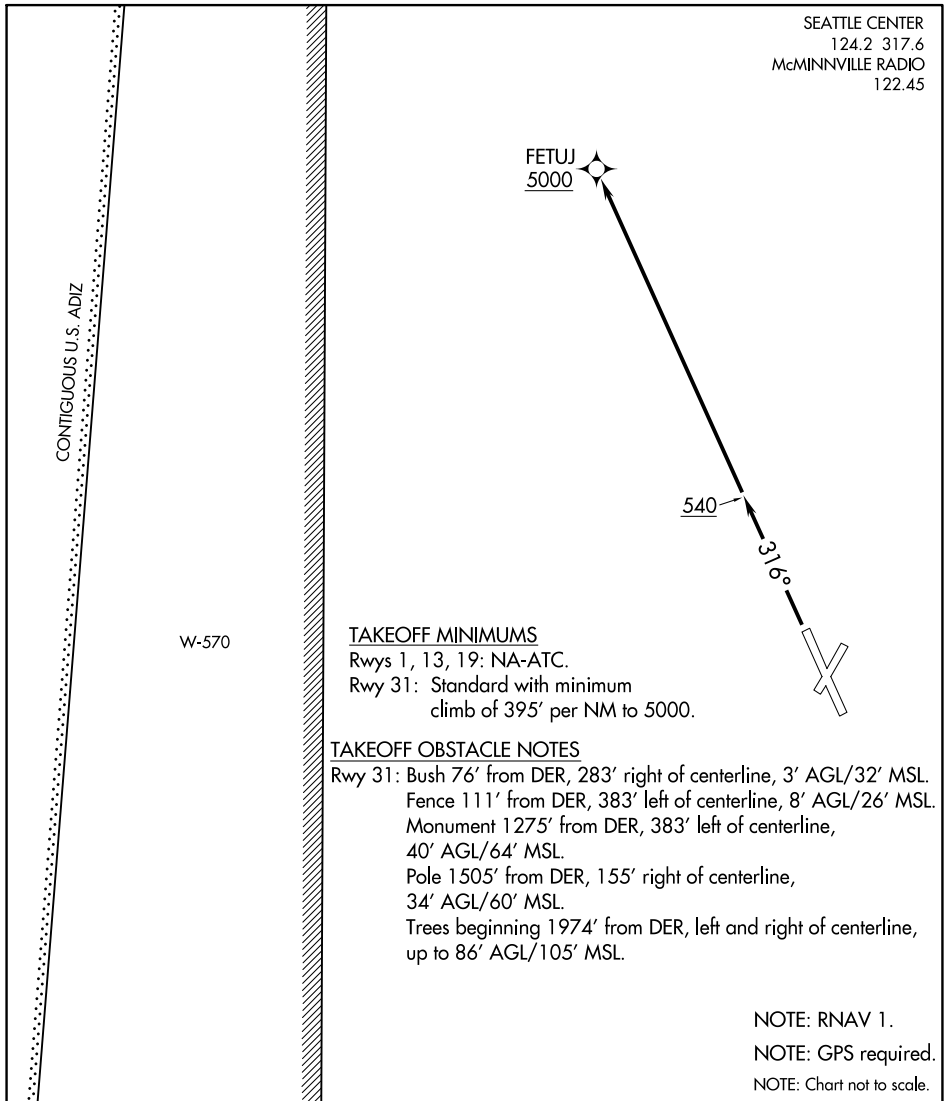 SEATTLE CENTER
124.2 317.6
McMINNVILLE RADIO
122.45
FETUJ
5000
CONTIGUOUS U.S. ADIZ
540
316°
W-570
TAKEOFF MINIMUMS
Rwys 1, 13, 19: NA-ATC.
Rwy 31: Standard with minimum
climb of 395' per NM to 5000.
TAKEOFF OBSTACLE NOTES
Rwy 31: Bush 76' from DER, 283' right of centerline, 3' AGL/32' MSL.
Fence 111' from DER, 383' left of centerline, 8' AGL/26' MSL.
Monument 1275' from DER, 383' left of centerline,
40' AGL/64' MSL.
Pole 1505' from DER, 155' right of centerline,
34' AGL/60' MSL.
Trees beginning 1974' from DER, left and right of centerline,
up to 86' AGL/105' MSL.
NOTE: RNAV 1.
NOTE: GPS required.
NOTE: Chart not to scale.